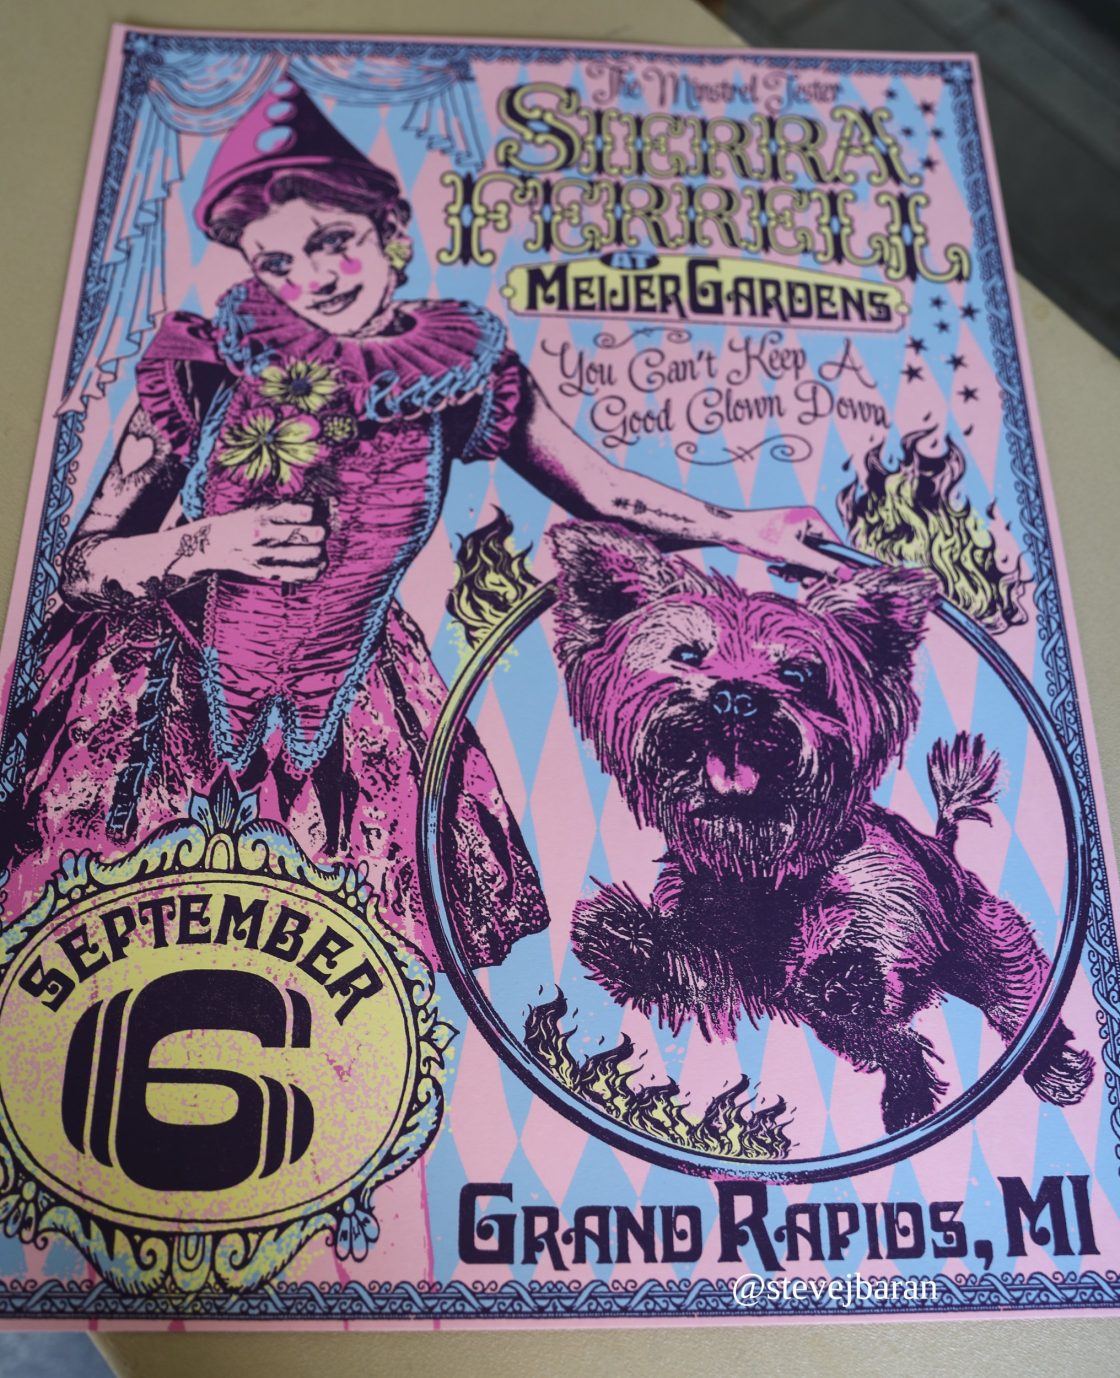 The Minstrel Jester
SIERRA
FERRELL
AT
MEIJER GARDENS
You Can't Keep A
Good Clown Down
SEPTEMBER
6
GRAND RAPIDS, MI
@stevejbaran